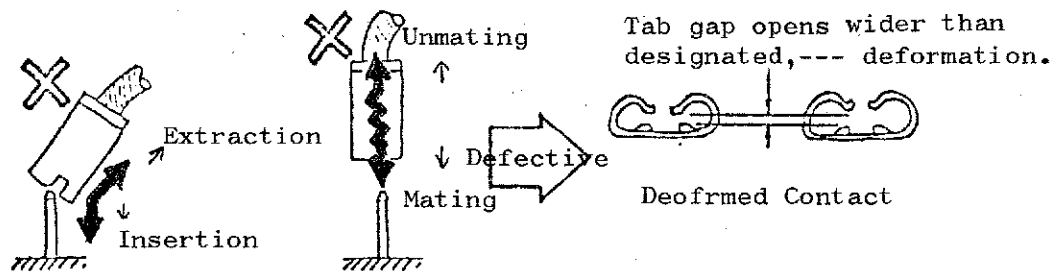 Unmating
Extraction
Insertion
Defective
Mating
Tab gap opens wider than
designated,--- deformation.
Deofrmed Contact